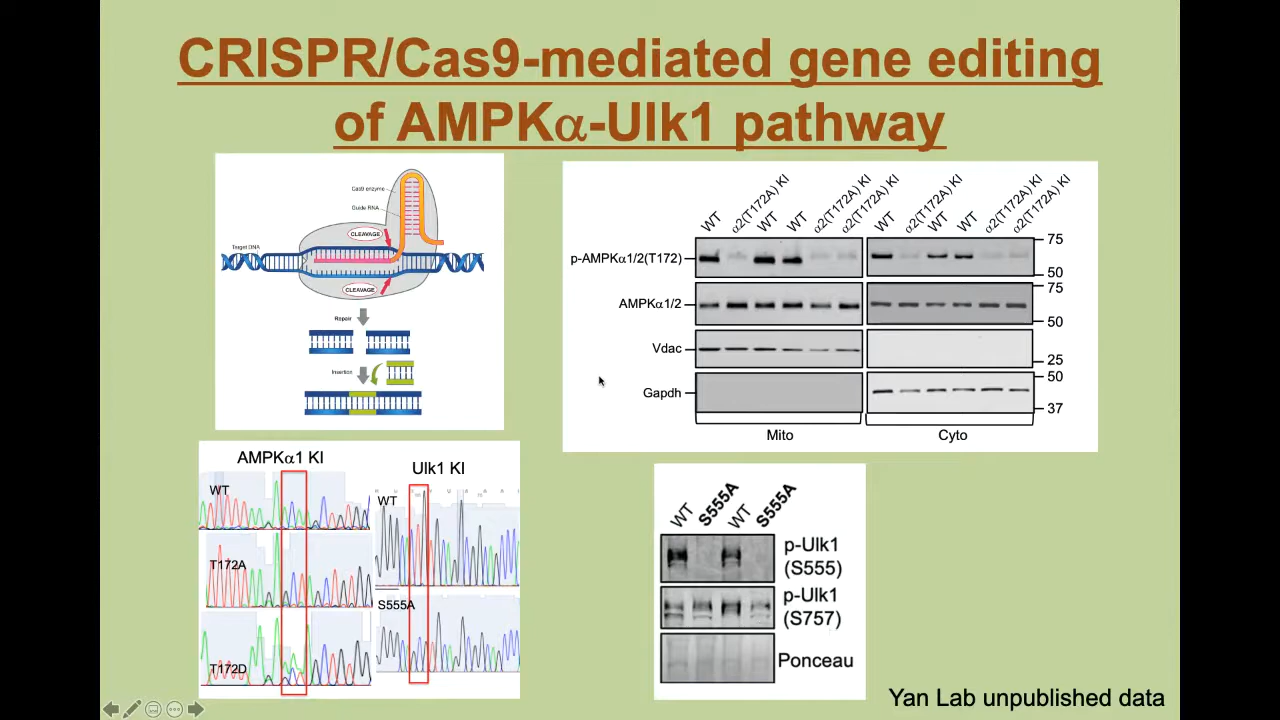 CRISPR/Cas9-mediated gene editing
of AMPKα-Ulk1 pathway
Cas9 enzyme
Guide RNA
CLEAVAGE
Target DNA
CLEAVAGE
Repair
Insertion
WT
α2(T172A) KI
WT
WT
α2(T172A) KI
α2(T172A) KI
WT
α2(T172A) KI
WT
WT
α2(T172A) KI
α2(T172A) KI
p-AMPKα1/2(T172)
75
50
AMPKα1/2
75
50
Vdac
25
Gapdh
50
37
Mito
Cyto
AMPKα1 KI
Ulk1 KI
WT
WT
T172A
S555A
T172D
WT
S555A
WT
S555A
p-Ulk1
(S555)
p-Ulk1
(S757)
Ponceau
Yan Lab unpublished data